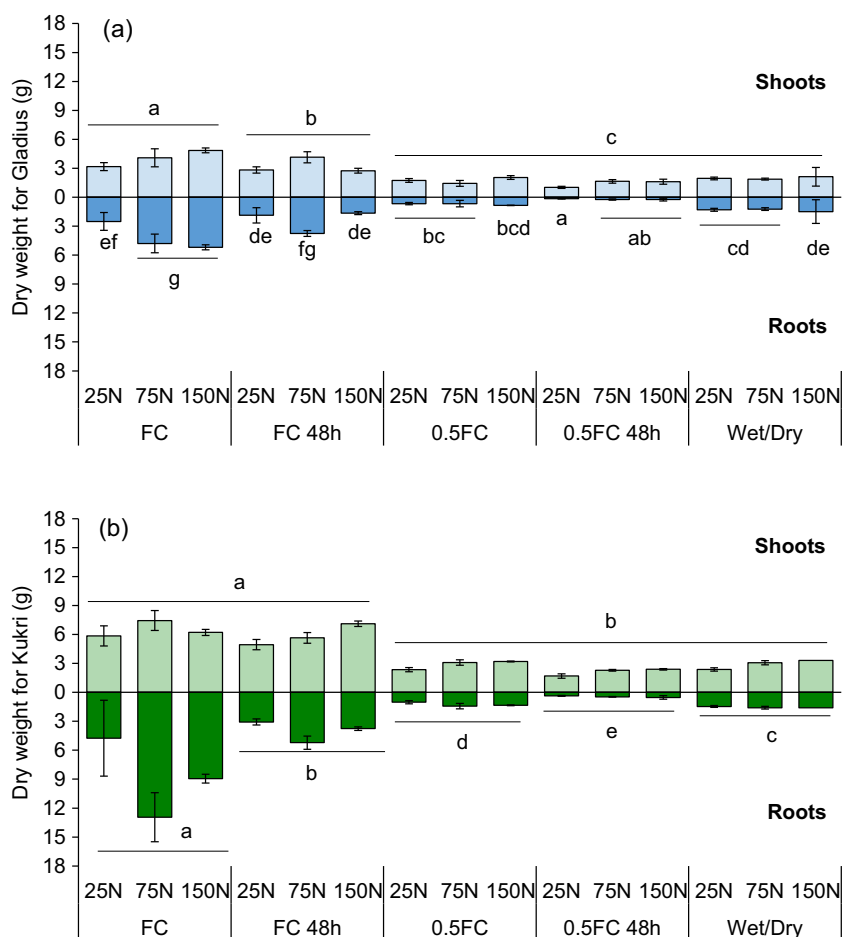 (a)
Dry weight for Gladius (g)
18
15
12
9
6
3
0
3
6
9
12
15
18
Shoots
a
b
c
ef
g
de
fg
de
bc
bcd
a
ab
cd
de
Roots
25N 75N 150N 25N 75N 150N 25N 75N 150N 25N 75N 150N 25N 75N 150N
FC FC 48h 0.5FC 0.5FC 48h Wet/Dry
(b)
Dry weight for Kukri (g)
18
15
12
9
6
3
0
3
6
9
12
15
18
Shoots
a
b
a
b
d
e
c
Roots
25N 75N 150N 25N 75N 150N 25N 75N 150N 25N 75N 150N 25N 75N 150N
FC FC 48h 0.5FC 0.5FC 48h Wet/Dry